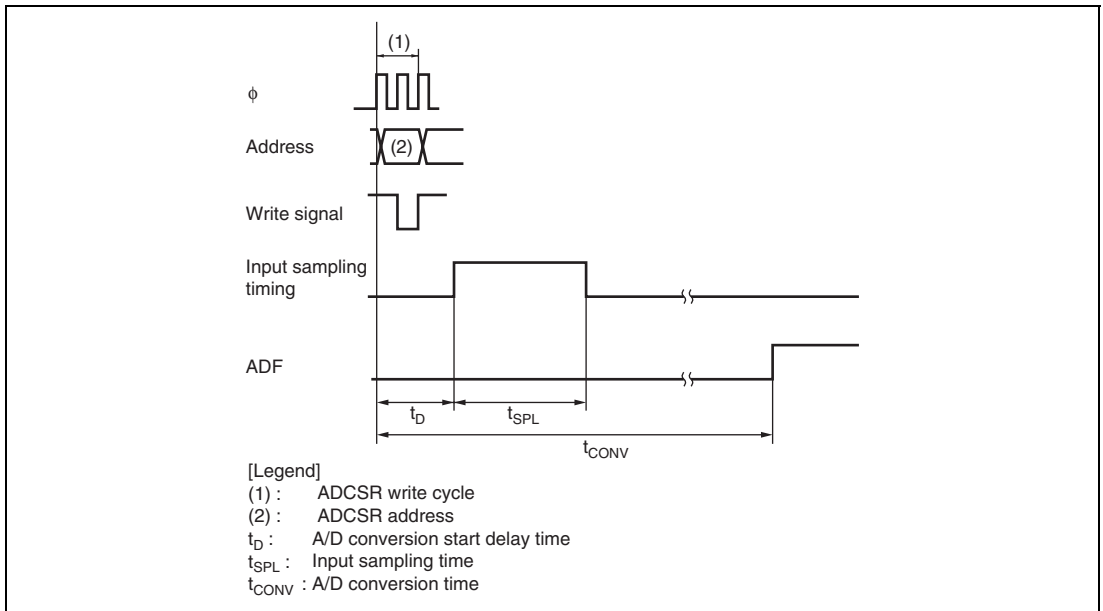 (1)
ϕ
Address
(2)
Write signal
Input sampling
timing
ADF
tD
tSPL
tCONV
[Legend]
(1) : ADCSR write cycle
(2) : ADCSR address
tD : A/D conversion start delay time
tSPL : Input sampling time
tCONV : A/D conversion time